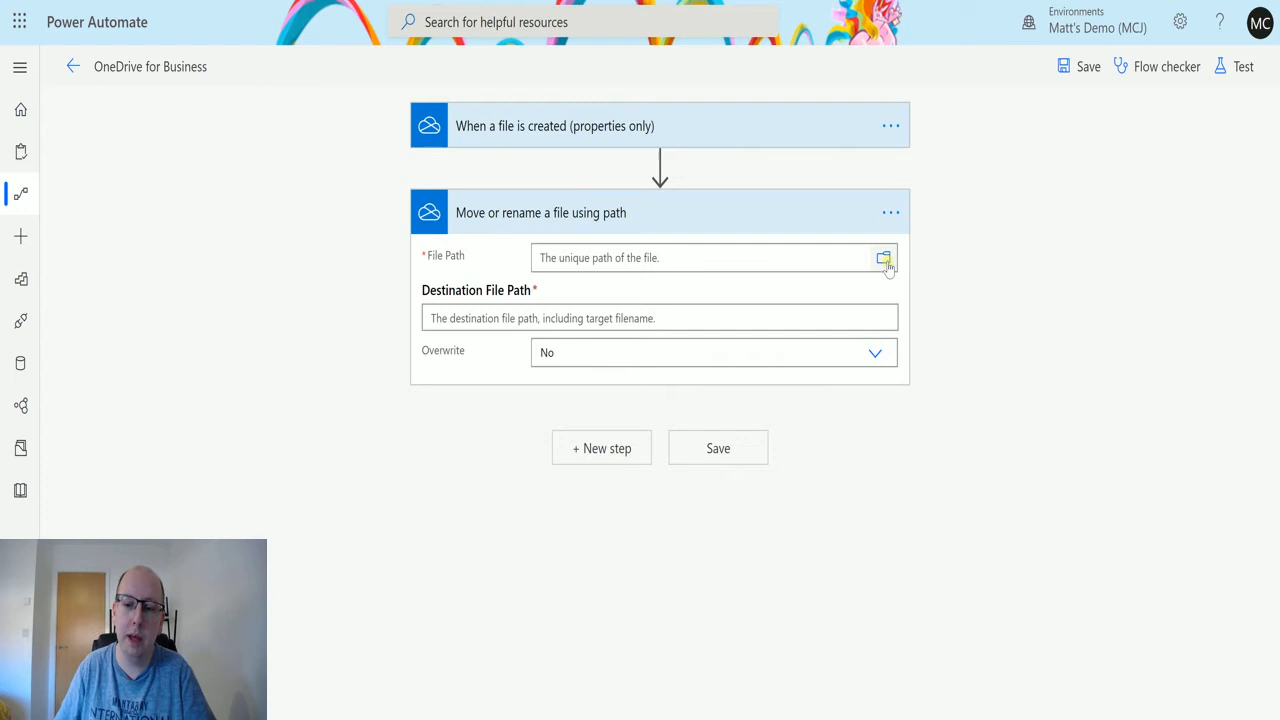 Power Automate
Search for helpful resources
Environments
Matt's Demo (MCJ)
MC
OneDrive for Business
Save
Flow checker
Test
When a file is created (properties only)
Move or rename a file using path
* File Path
The unique path of the file.
Destination File Path *
The destination file path, including target filename.
Overwrite
No
+ New step
Save
INTERNATIONAL